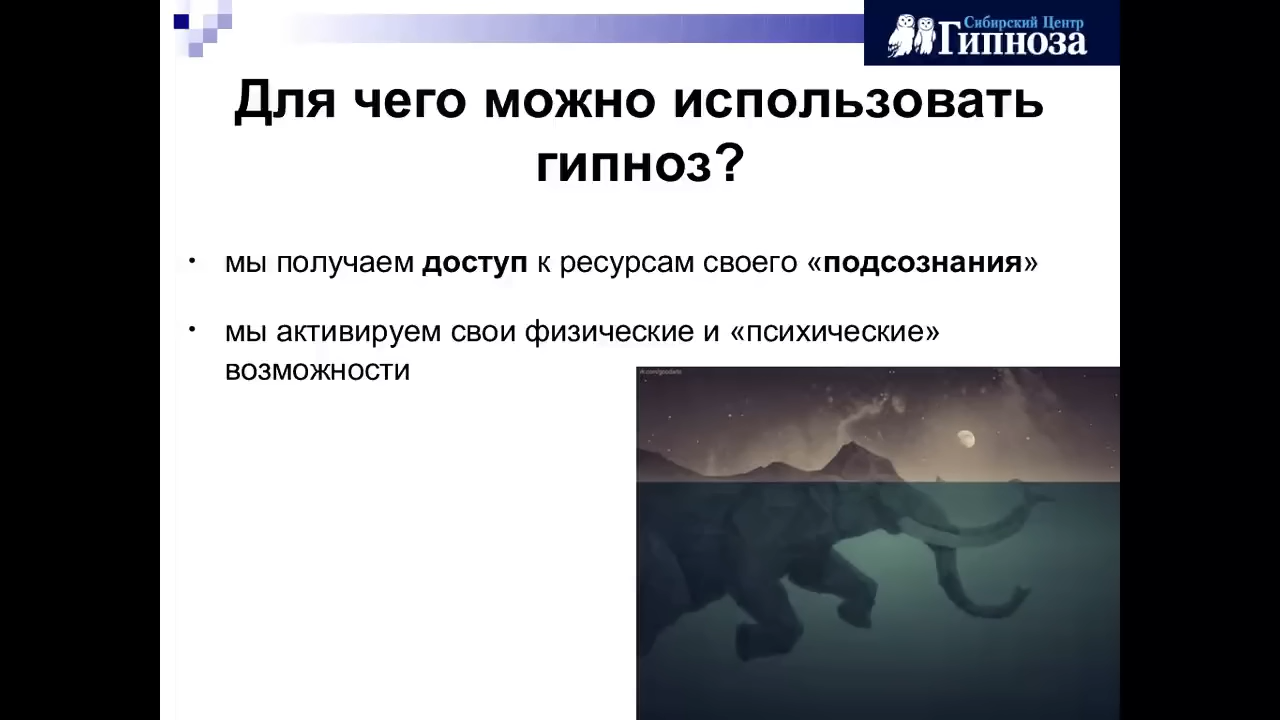 Сибирский Центр
Гипноза
Для чего можно использовать
гипноз?
• мы получаем доступ к ресурсам своего «подсознания»
• мы активируем свои физические и «психические»
возможности